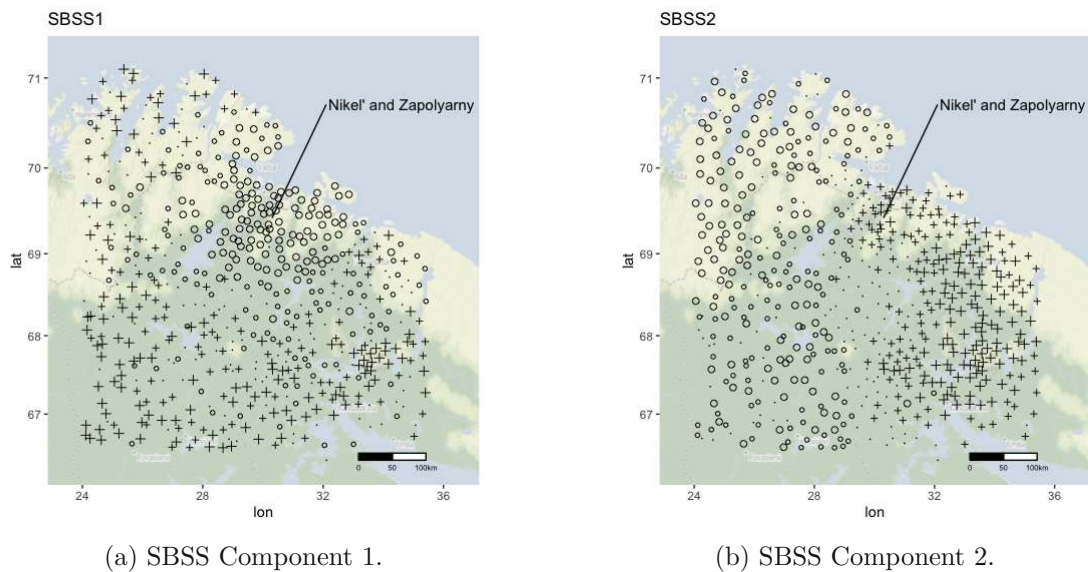 SBSS1
SBSS2
71
70
69
68
67
lat
Nikel' and Zapolyarny
0 50 100km
24 28 32 36
lon
71
70
69
68
67
lat
Nikel' and Zapolyarny
0 50 100km
24 28 32 36
lon
(a) SBSS Component 1.
(b) SBSS Component 2.